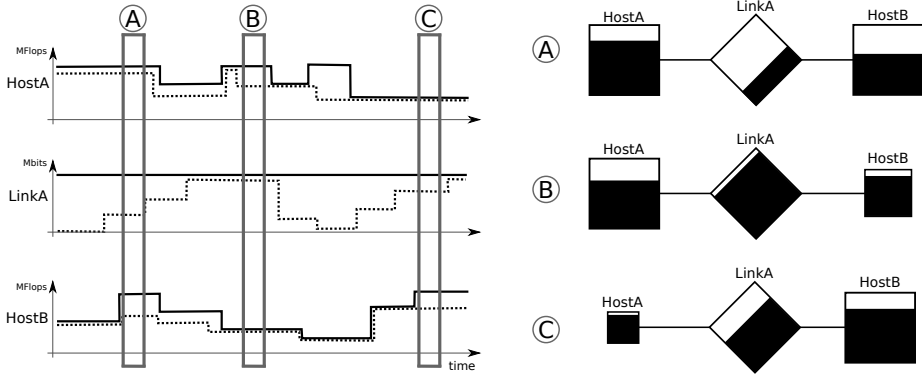 A B C
MFlops
HostA
Mbits
LinkA
MFlops
HostB
time
A
HostA
LinkA
HostB
B
HostA
LinkA
HostB
C
HostA
LinkA
HostB